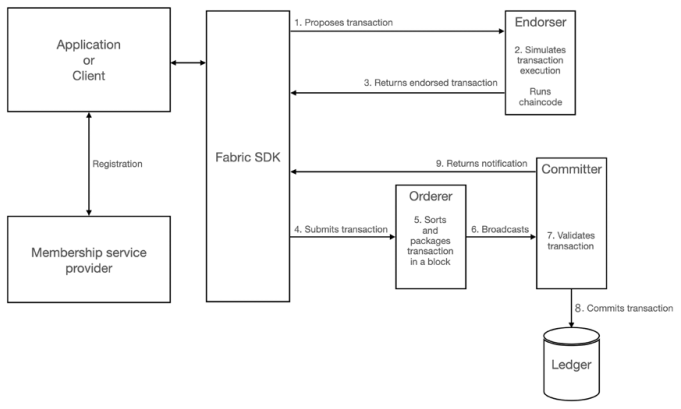 Application
or
Client
Registration
Membership service
provider
Fabric SDK
1. Proposes transaction
Endorser
2. Simulates
transaction
execution
Runs
chaincode
3. Returns endorsed transaction
4. Submits transaction
Orderer
5. Sorts
and
packages
transaction
in a block
6. Broadcasts
Committer
7. Validates
transaction
8. Commits transaction
Ledger
9. Returns notification